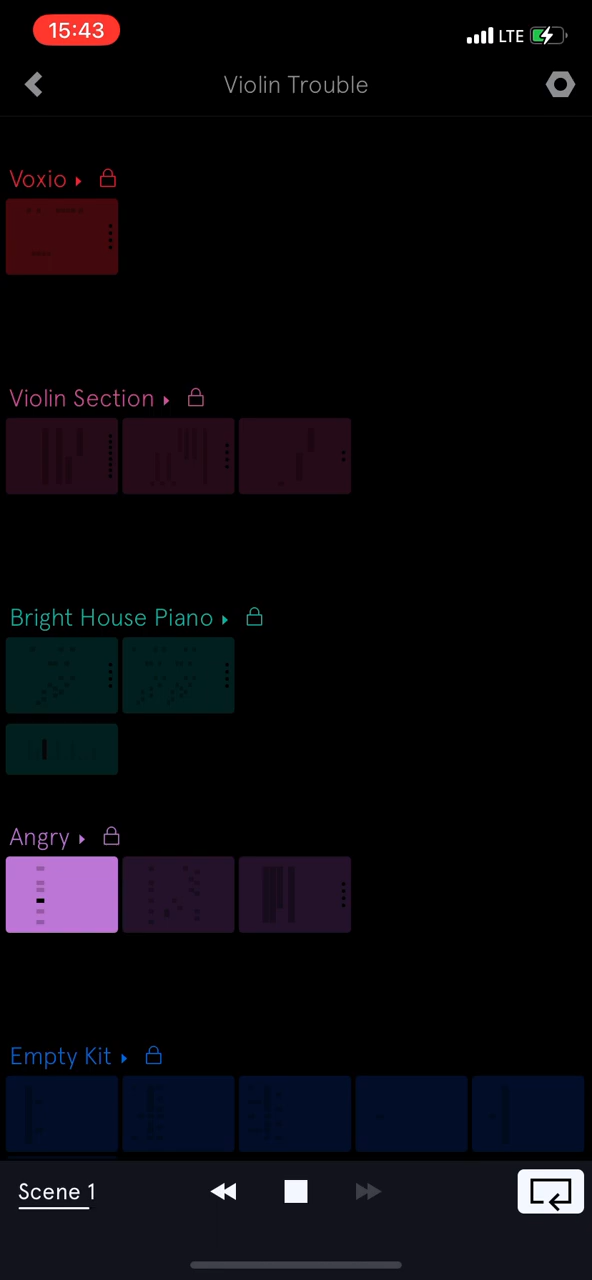 15:43
LTE
Violin Trouble
Voxio
Violin Section
Bright House Piano
Angry
Empty Kit
Scene 1